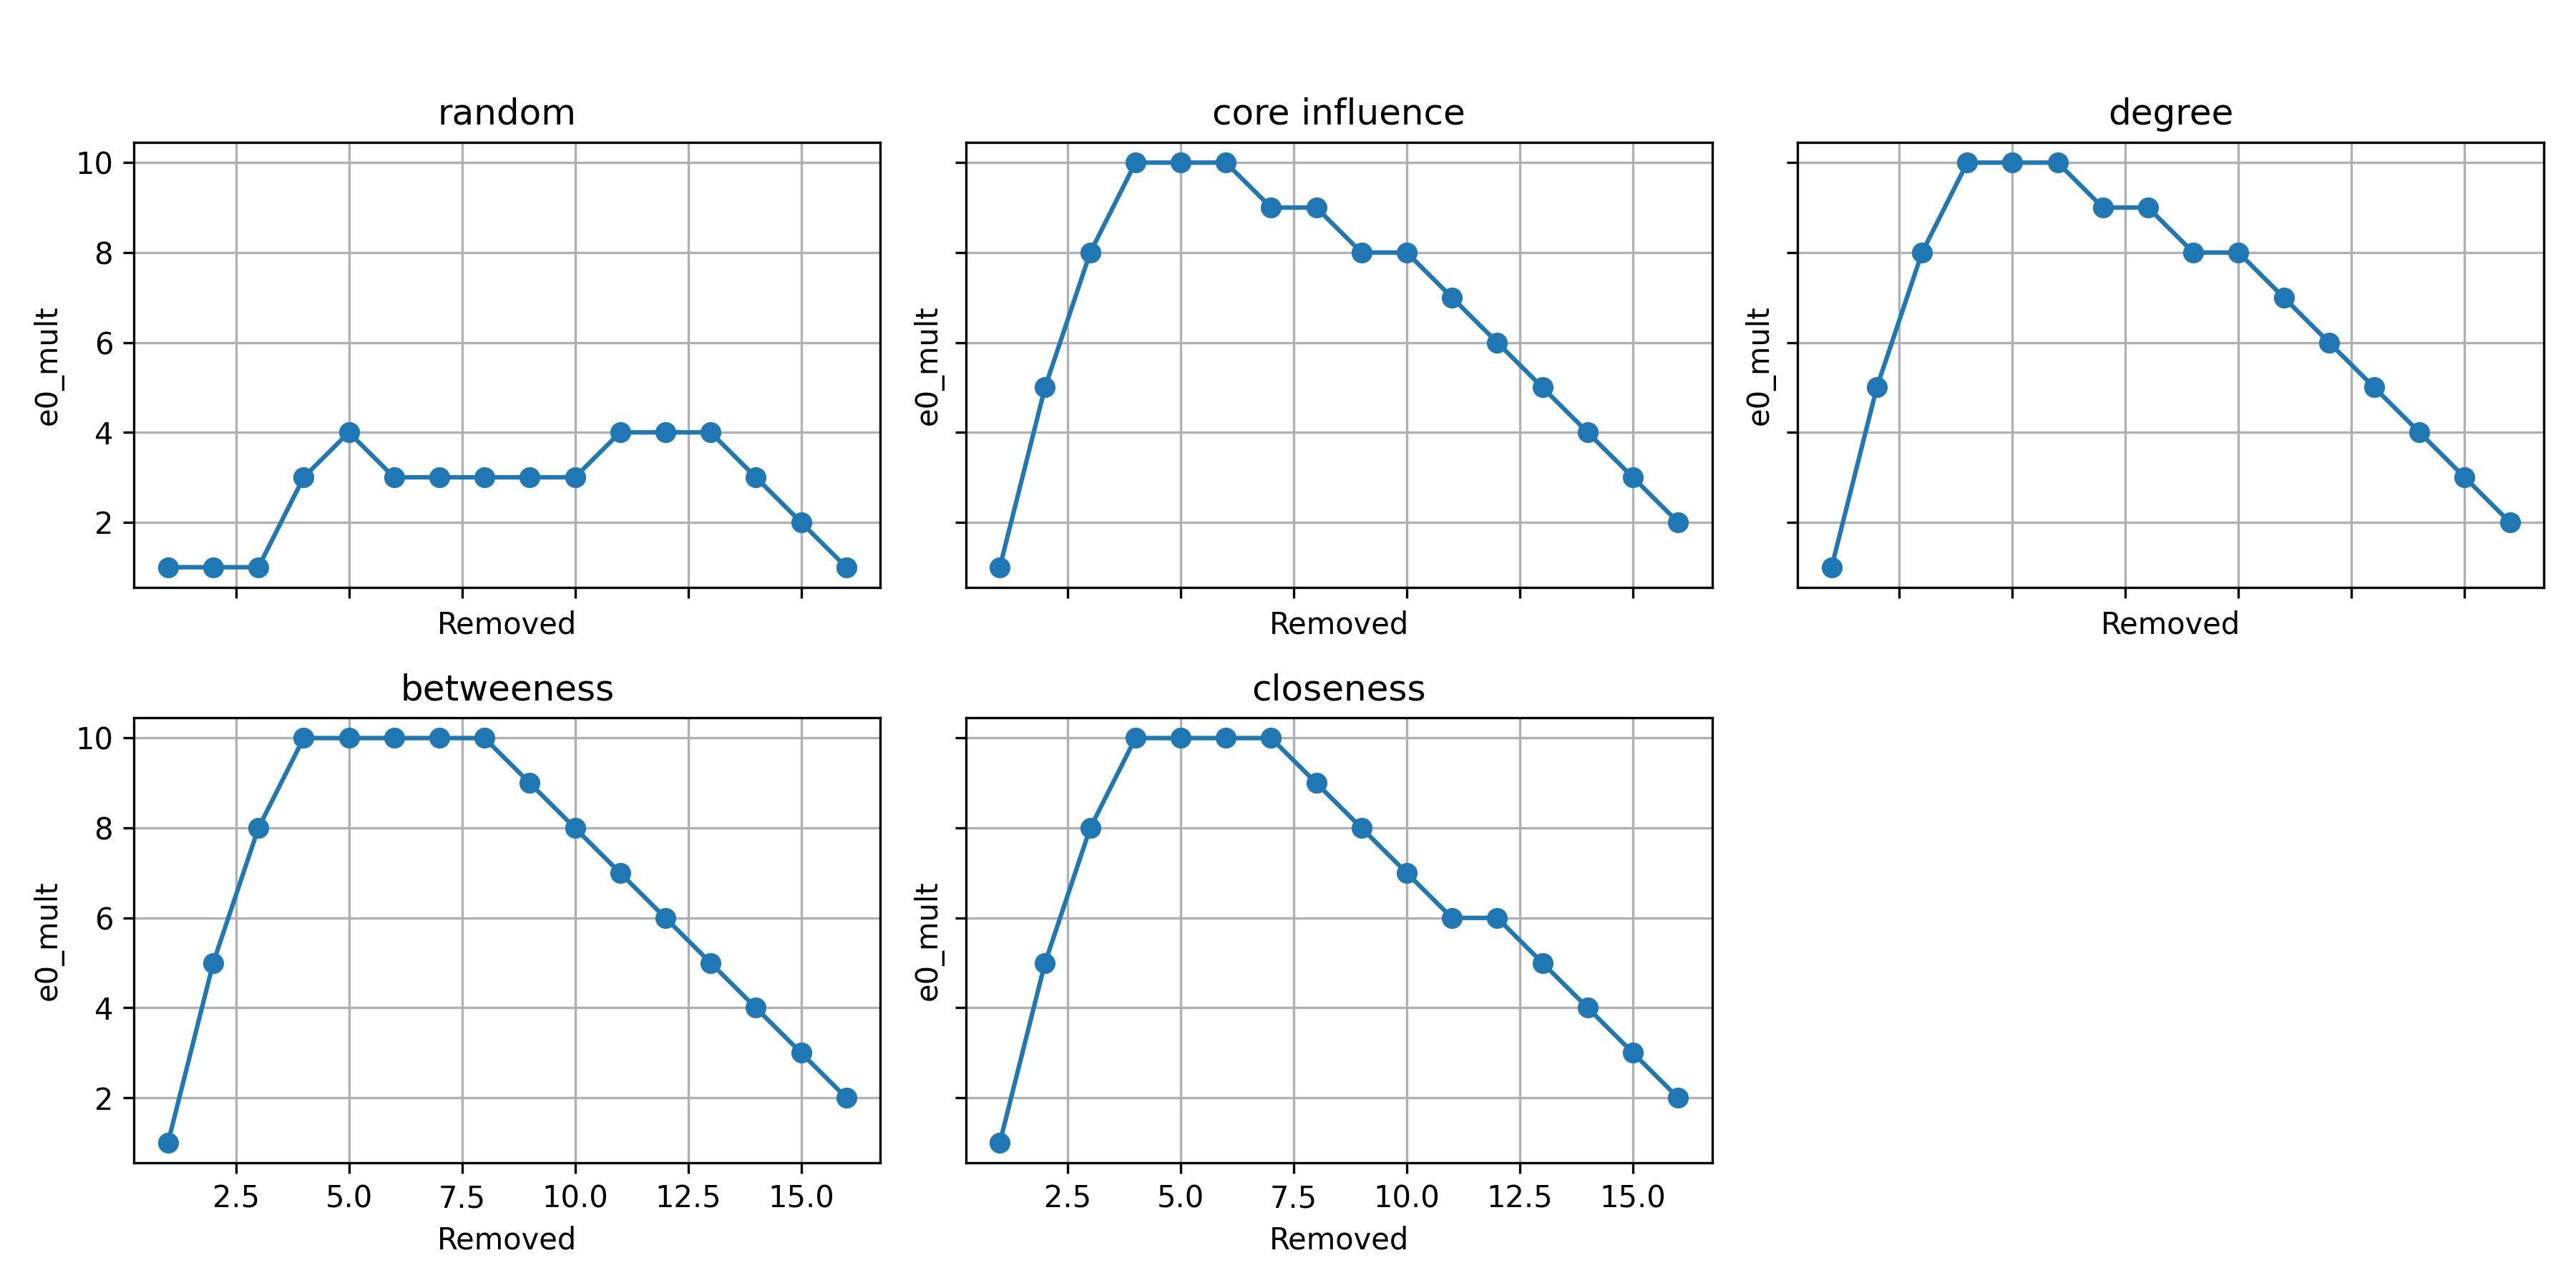 random
core influence
degree
10
8
6
4
2
e0_mult
e0_mult
e0_mult
Removed
Removed
Removed
betweeness
closeness
10
8
6
4
2
e0_mult
e0_mult
2.5 5.0 7.5 10.0 12.5 15.0
2.5 5.0 7.5 10.0 12.5 15.0
Removed
Removed